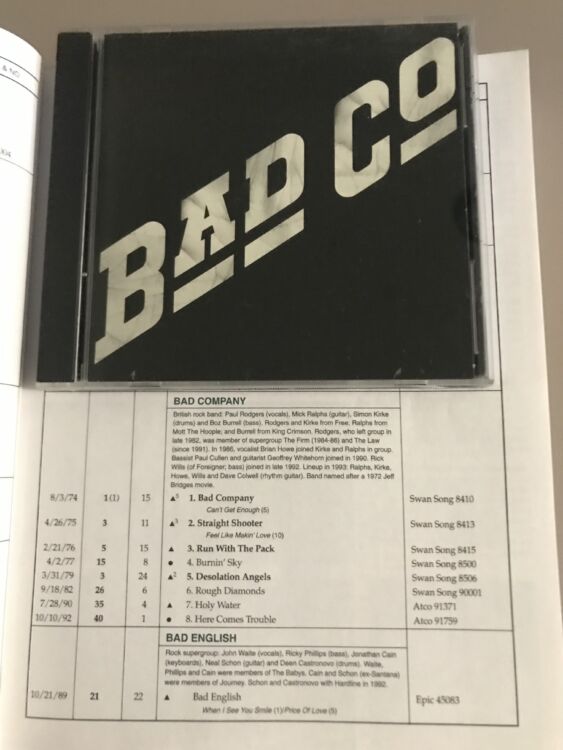 & NO
004
BAD CO
BAD COMPANY
British rock band: Paul Rodgers (vocals), Mick Ralphs (guitar), Simon Kirke
(drums) and Boz Burrell (bass). Rodgers and Kirke from Free; Ralphs from
Mott The Hoople; and Burrell from King Crimson. Rodgers, who left group in
late 1982, was member of supergroup The Firm (1984-86) and The Law
(since 1991). In 1986, vocalist Brian Howe joined Kirke and Ralphs in group.
Bassist Paul Cullen and guitarist Geoffrey Whitehorn joined in 1990. Rick
Wills (of Foreigner; bass) joined in late 1992. Lineup in 1993: Ralphs, Kirke,
Howe, Wills and Dave Colwell (rhythm guitar). Band named after a 1972 Jeff
Bridges movie.
8/3/74 1(1) 15 ▲5 1. Bad Company Swan Song 8410
Can't Get Enough (5)
4/26/75 3 11 ▲3 2. Straight Shooter Swan Song 8413
Feel Like Makin' Love (10)
2/21/76 5 15 ▲ 3. Run With The Pack Swan Song 8415
4/2/77 15 8 ● 4. Burnin' Sky Swan Song 8500
3/31/79 3 24 ▲2 5. Desolation Angels Swan Song 8506
9/18/82 26 6 6. Rough Diamonds Swan Song 90001
7/28/90 35 4 ▲ 7. Holy Water Atco 91371
10/10/92 40 1 ● 8. Here Comes Trouble Atco 91759
BAD ENGLISH
Rock supergroup: John Waite (vocals), Ricky Phillips (bass), Jonathan Cain
(keyboards), Neal Schon (guitar) and Deen Castronovo (drums). Waite,
Phillips and Cain were members of The Babys. Cain and Schon (ex-Santana)
were members of Journey. Schon and Castronovo with Hardline in 1992.
10/21/89 21 22 ▲ Bad English Epic 45083
When I See You Smile (1)/Price Of Love (5)